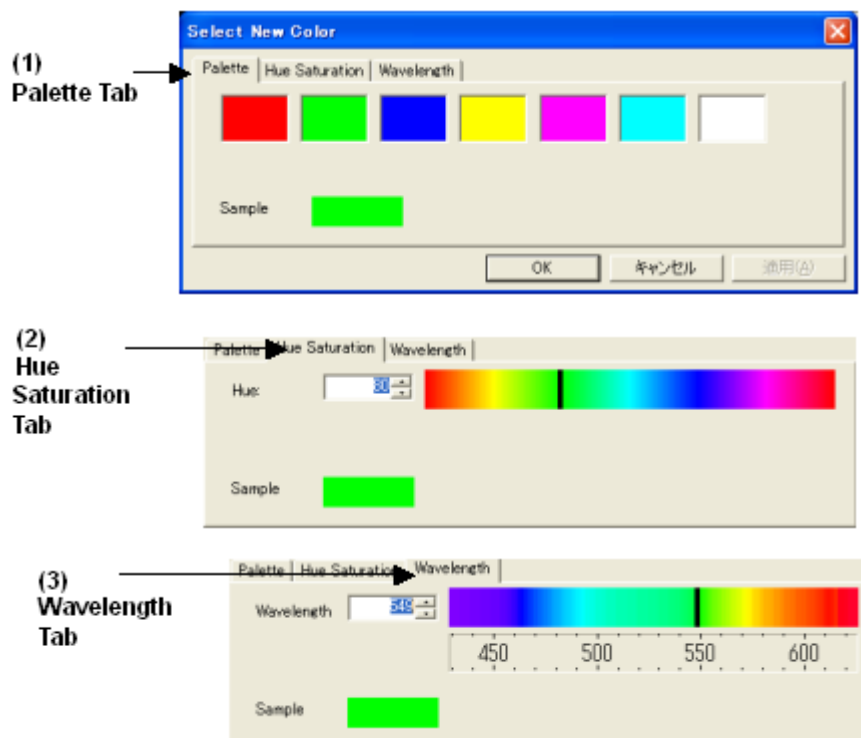 Select New Color
(1)
Palette Tab
Palette Hue Saturation Wavelength
Sample
OK キャンセル 適用(A)
(2)
Hue
Saturation
Tab
Palette Hue Saturation Wavelength
Hue: 80
Sample
(3)
Wavelength
Tab
Palette Hue Saturation Wavelength
Wavelength 549
450 500 550 600
Sample